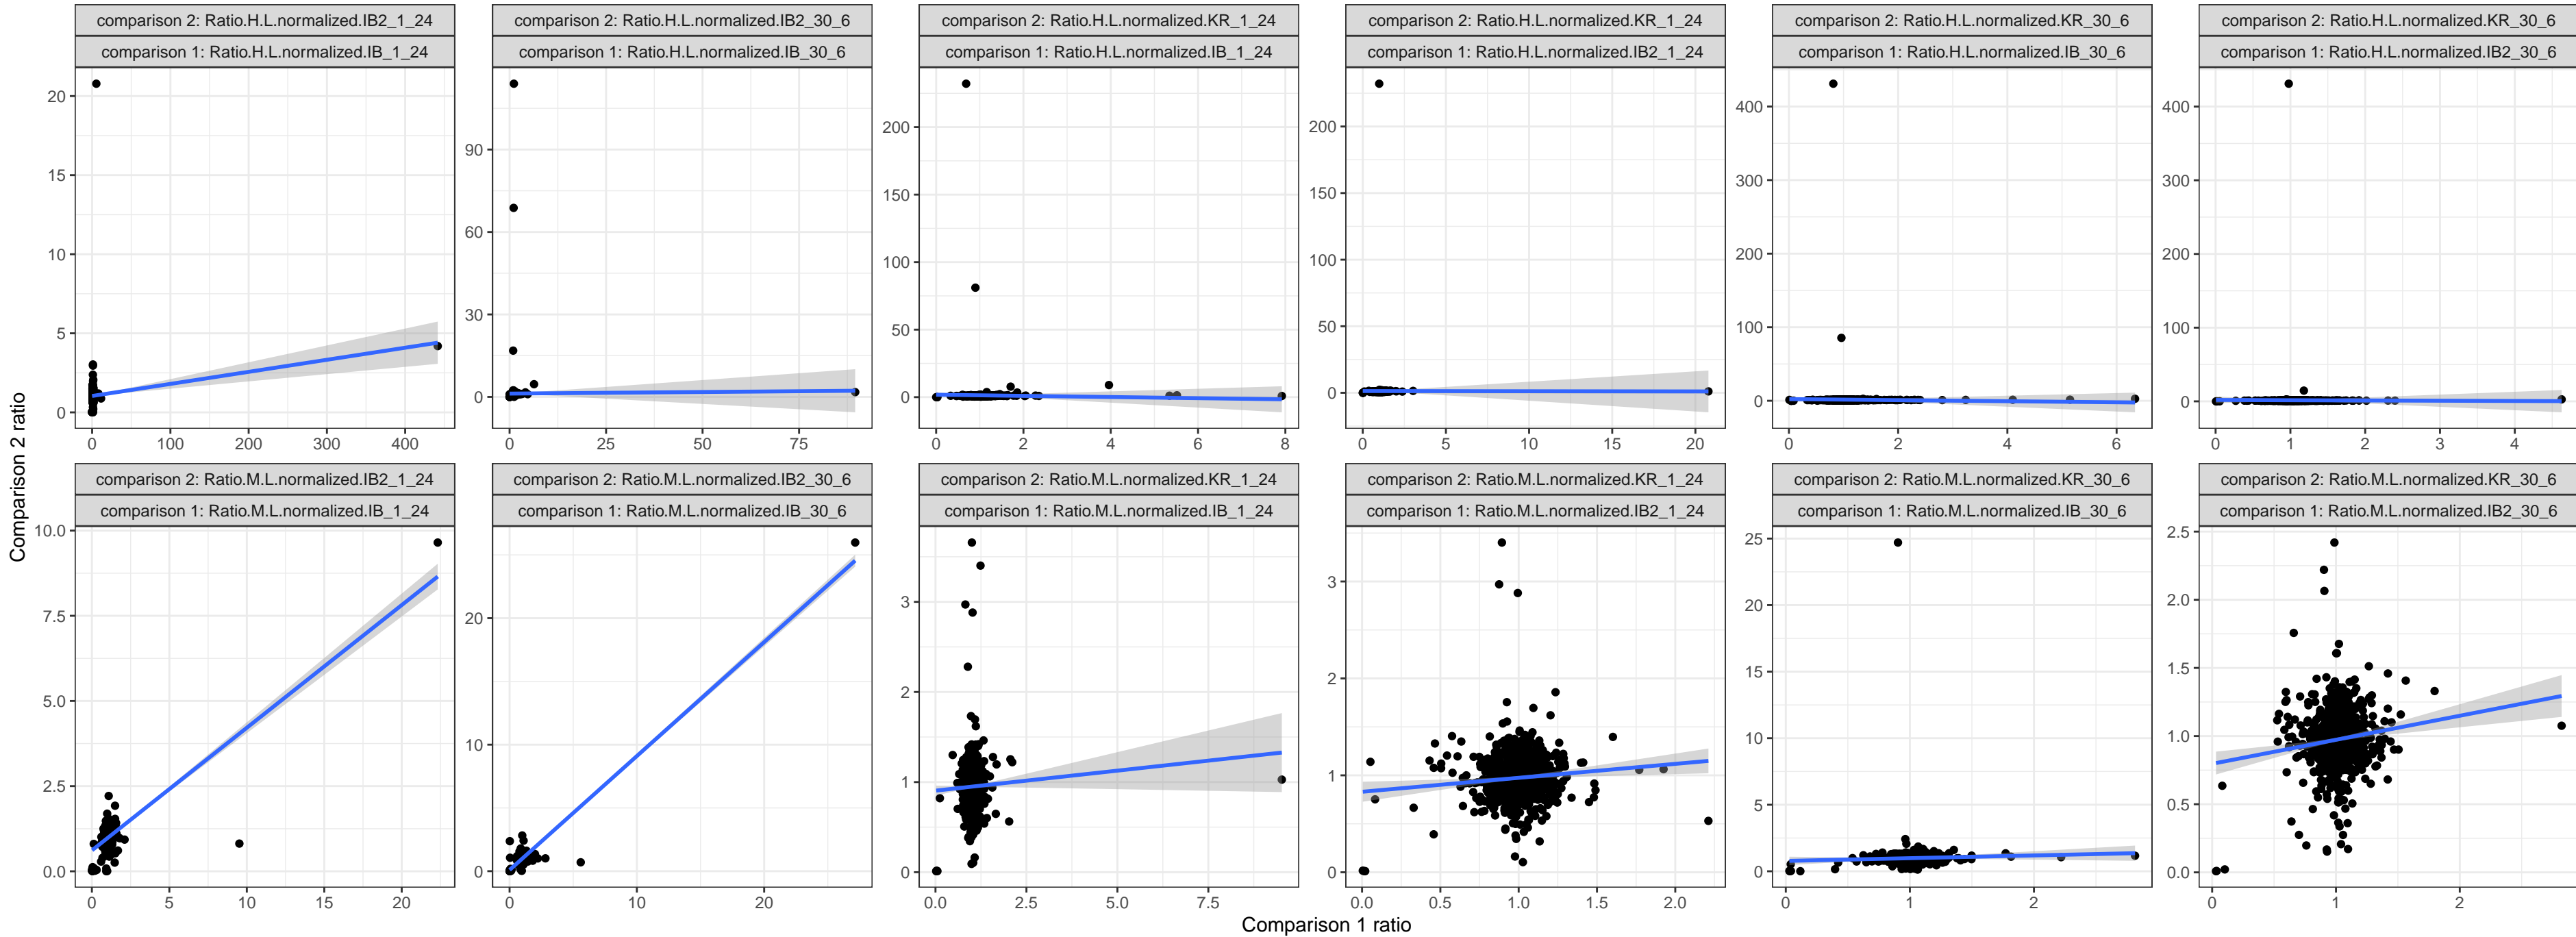 comparison 2: Ratio.H.L.normalized.IB2_1_24
comparison 1: Ratio.H.L.normalized.IB_1_24
20
15
10
5
0
0 100 200 300 400
comparison 2: Ratio.H.L.normalized.IB2_30_6
comparison 1: Ratio.H.L.normalized.IB_30_6
90
60
30
0
0 25 50 75
comparison 2: Ratio.H.L.normalized.KR_1_24
comparison 1: Ratio.H.L.normalized.IB_1_24
200
150
100
50
0
0 2 4 6 8
comparison 2: Ratio.H.L.normalized.KR_1_24
comparison 1: Ratio.H.L.normalized.IB2_1_24
200
150
100
50
0
0 5 10 15 20
comparison 2: Ratio.H.L.normalized.KR_30_6
comparison 1: Ratio.H.L.normalized.IB_30_6
400
300
200
100
0
0 2 4 6
comparison 2: Ratio.H.L.normalized.KR_30_6
comparison 1: Ratio.H.L.normalized.IB2_30_6
400
300
200
100
0
0 1 2 3 4
Comparison 2 ratio
comparison 2: Ratio.M.L.normalized.IB2_1_24
comparison 1: Ratio.M.L.normalized.IB_1_24
10.0
7.5
5.0
2.5
0.0
0 5 10 15 20
comparison 2: Ratio.M.L.normalized.IB2_30_6
comparison 1: Ratio.M.L.normalized.IB_30_6
20
10
0
0 10 20
comparison 2: Ratio.M.L.normalized.KR_1_24
comparison 1: Ratio.M.L.normalized.IB_1_24
3
2
1
0
0.0 2.5 5.0 7.5
comparison 2: Ratio.M.L.normalized.KR_1_24
comparison 1: Ratio.M.L.normalized.IB2_1_24
3
2
1
0
0.0 0.5 1.0 1.5 2.0
comparison 2: Ratio.M.L.normalized.KR_30_6
comparison 1: Ratio.M.L.normalized.IB_30_6
25
20
15
10
5
0
0 1 2
comparison 2: Ratio.M.L.normalized.KR_30_6
comparison 1: Ratio.M.L.normalized.IB2_30_6
2.5
2.0
1.5
1.0
0.5
0.0
0 1 2
Comparison 1 ratio